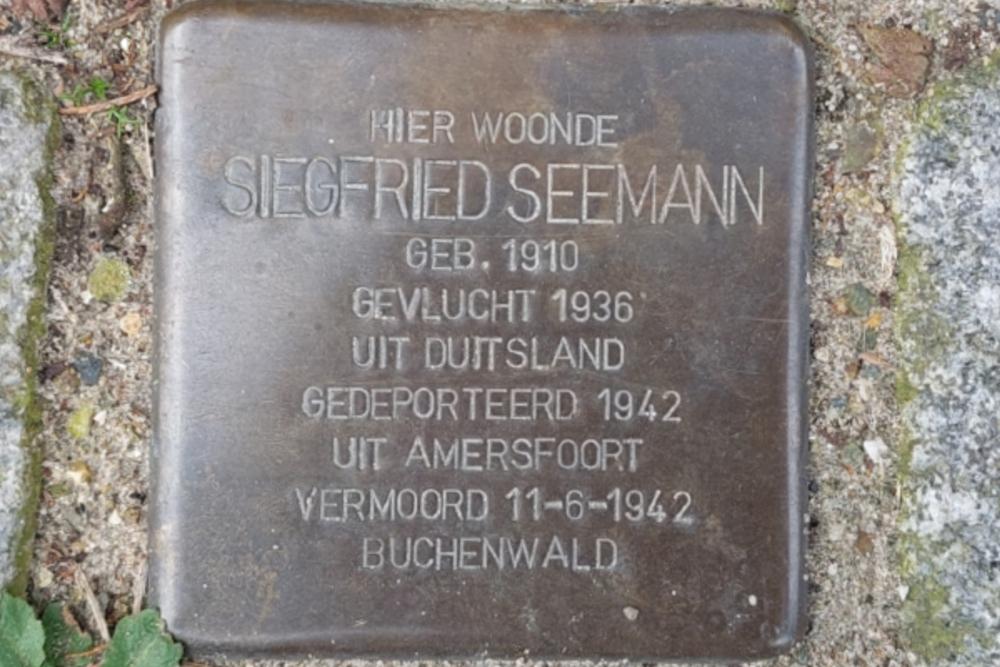 HIER WOONDE
SIEGFRIED SEEMANN
GEB. 1910
GEVLUCHT 1936
UIT DUITSLAND
GEDEPORTEERD 1942
UIT AMERSFOORT
VERMOORD 11-6-1942
BUCHENWALD